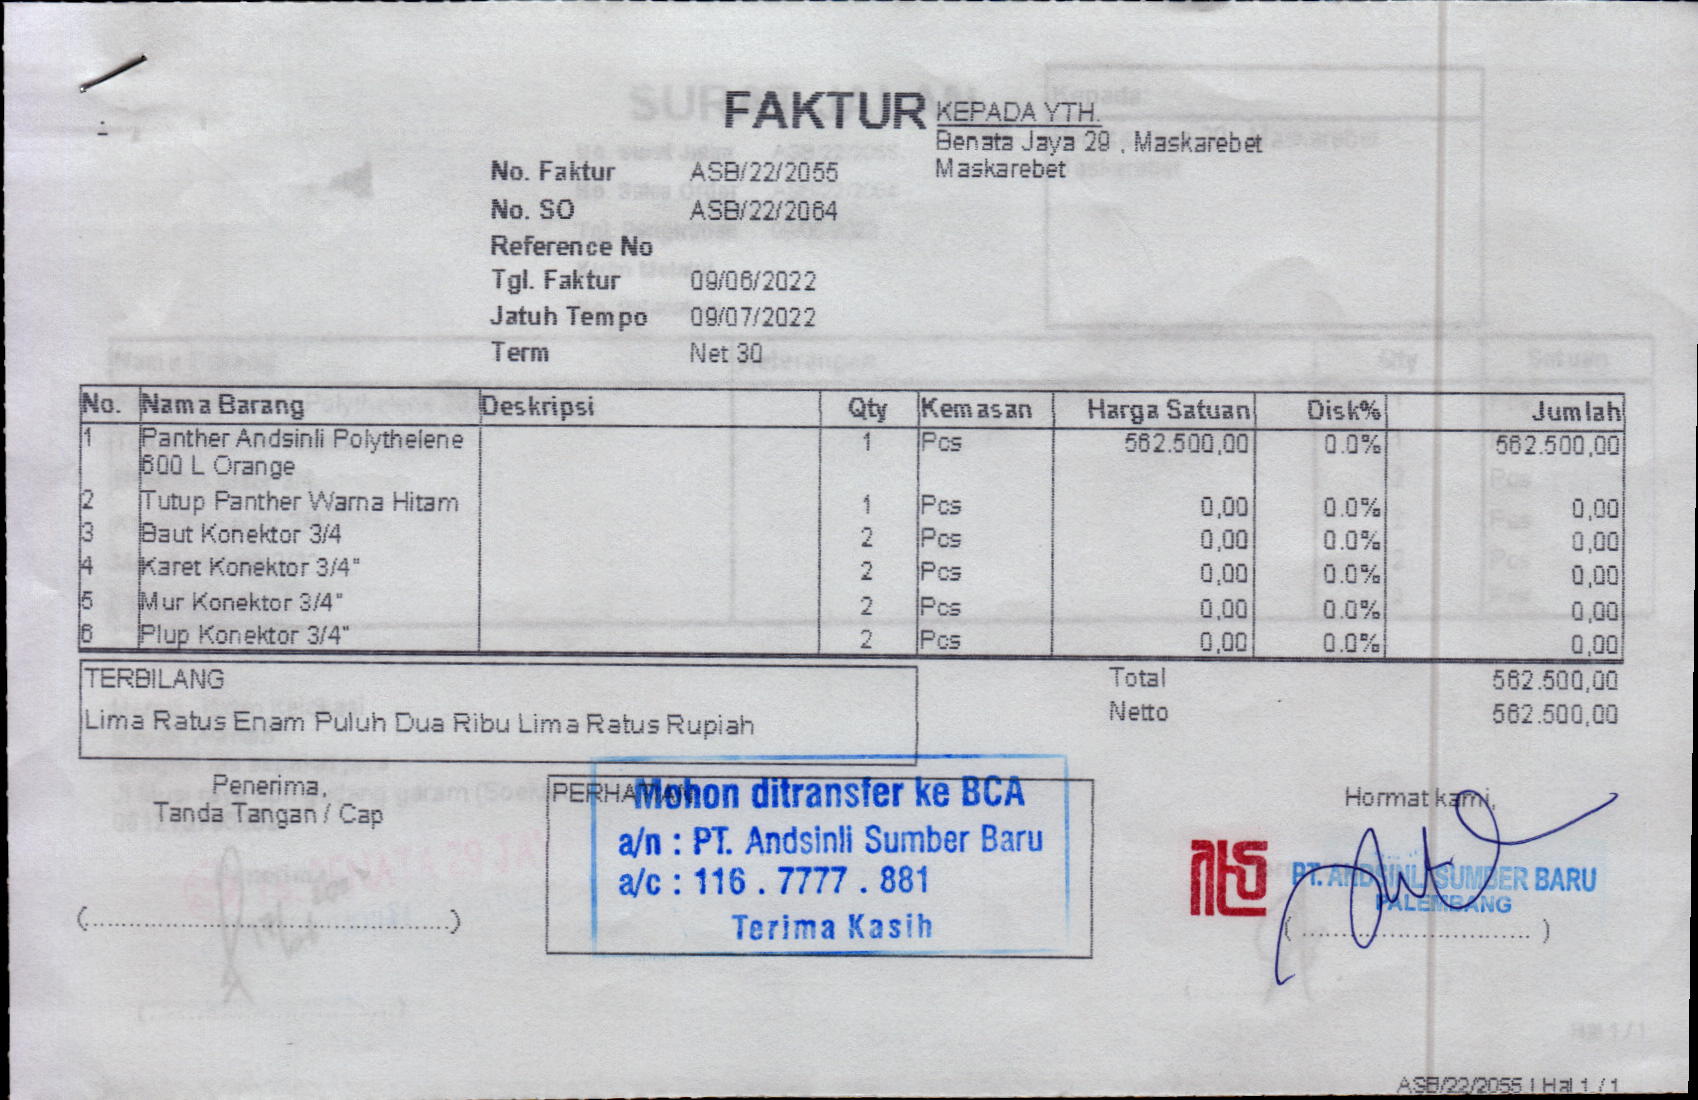 FAKTUR
KEPADA YTH.
Benata Jaya 29 , Maskarebet
Maskarebet
No. Faktur ASB/22/2055
No. SO ASB/22/2064
Reference No
Tgl. Faktur 09/06/2022
Jatuh Tempo 09/07/2022
Term Net 30
No. Nama Barang Deskripsi Qty Kemasan Harga Satuan Disk% Jumlah
1 Panther Andsinli Polythelene 1 Pcs 562.500,00 0.0% 562.500,00
600 L Orange
2 Tutup Panther Warna Hitam 1 Pcs 0,00 0.0% 0,00
3 Baut Konektor 3/4 2 Pcs 0,00 0.0% 0,00
4 Karet Konektor 3/4" 2 Pcs 0,00 0.0% 0,00
5 Mur Konektor 3/4" 2 Pcs 0,00 0.0% 0,00
6 Plup Konektor 3/4" 2 Pcs 0,00 0.0% 0,00
TERBILANG
Lima Ratus Enam Puluh Dua Ribu Lima Ratus Rupiah
Total 562.500,00
Netto 562.500,00
Penerima,
Tanda Tangan / Cap
(....................................................)
PERHATIAN
Mohon ditransfer ke BCA
a/n : PT. Andsinli Sumber Baru
a/c : 116 . 7777 . 881
Terima Kasih
Hormat kami,
PT. ANDSINLI SUMBER BARU
PALEMBANG
( ................................. )
ASB/22/2055 | Hal 1 / 1